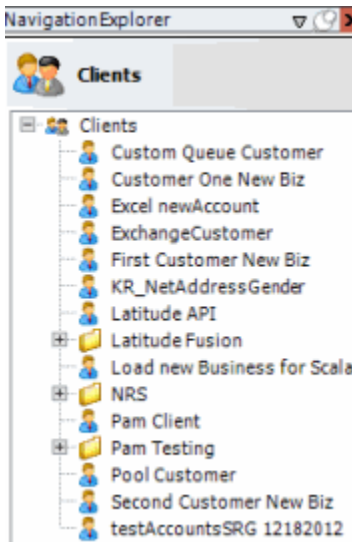 NavigationExplorer
Clients
Clients
Custom Queue Customer
Customer One New Biz
Excel newAccount
ExchangeCustomer
First Customer New Biz
KR_NetAddressGender
Latitude API
Latitude Fusion
Load new Business for Scala
NRS
Pam Client
Pam Testing
Pool Customer
Second Customer New Biz
testAccountsSRG 12182012